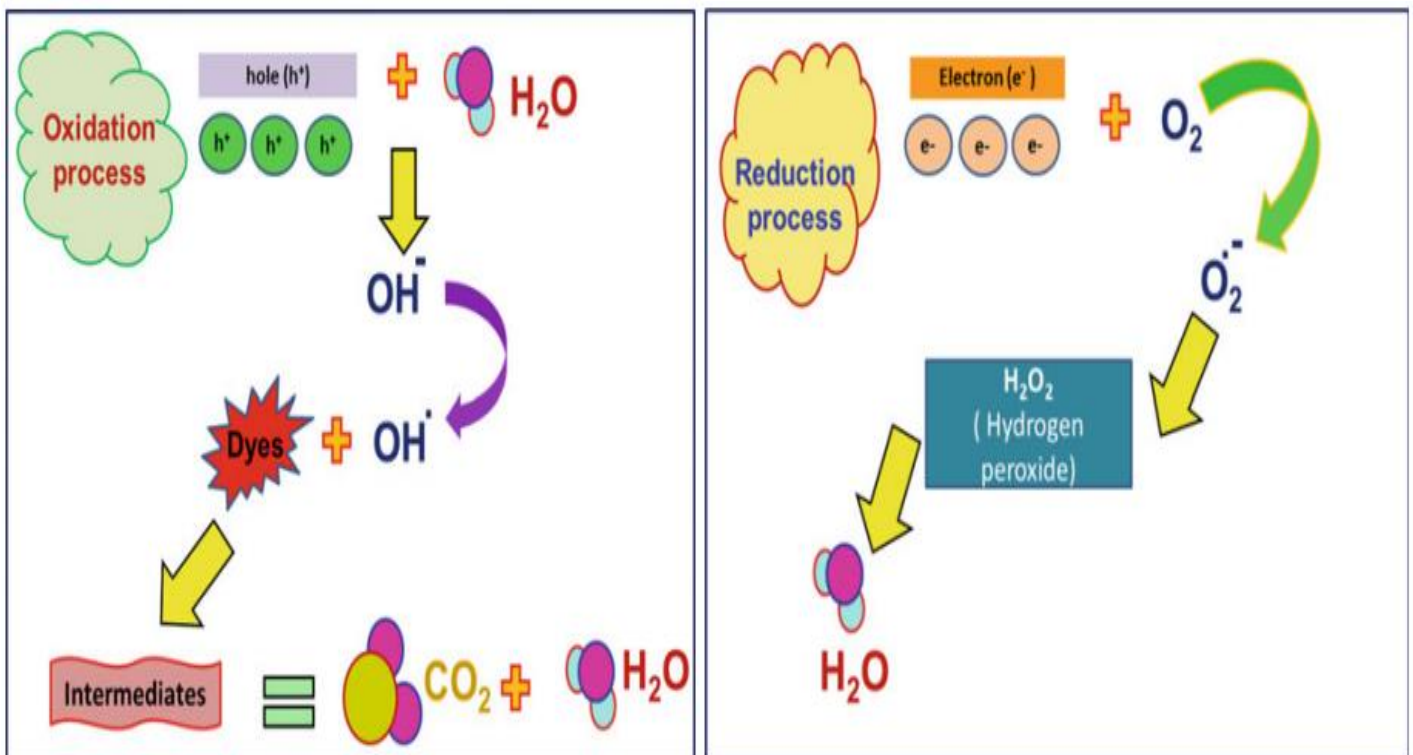 Oxidation
process
hole (h⁺)
h⁺ h⁺ h⁺
H₂O
OH⁻
Dyes
OH˙
Intermediates
CO₂
H₂O
Reduction
process
Electron (e⁻ )
e- e- e-
O₂
O₂˙⁻
H₂O₂
( Hydrogen
peroxide)
H₂O